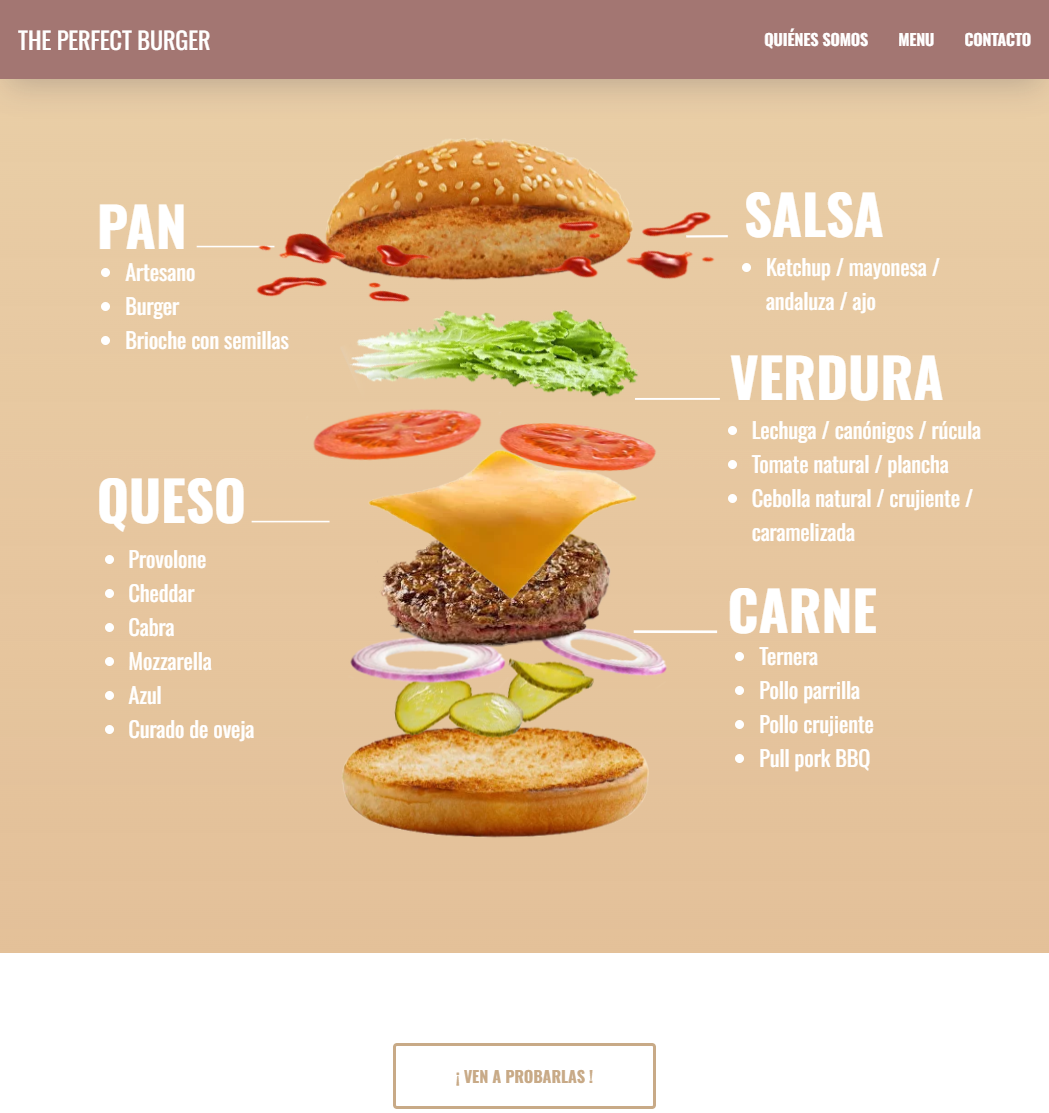 THE PERFECT BURGER
QUIÉNES SOMOS
MENU
CONTACTO
PAN
Artesano
Burger
Brioche con semillas
SALSA
Ketchup / mayonesa /
andaluza / ajo
VERDURA
Lechuga / canónigos / rúcula
Tomate natural / plancha
Cebolla natural / crujiente /
caramelizada
QUESO
Provolone
Cheddar
Cabra
Mozzarella
Azul
Curado de oveja
CARNE
Ternera
Pollo parrilla
Pollo crujiente
Pull pork BBQ
¡ VEN A PROBARLAS !